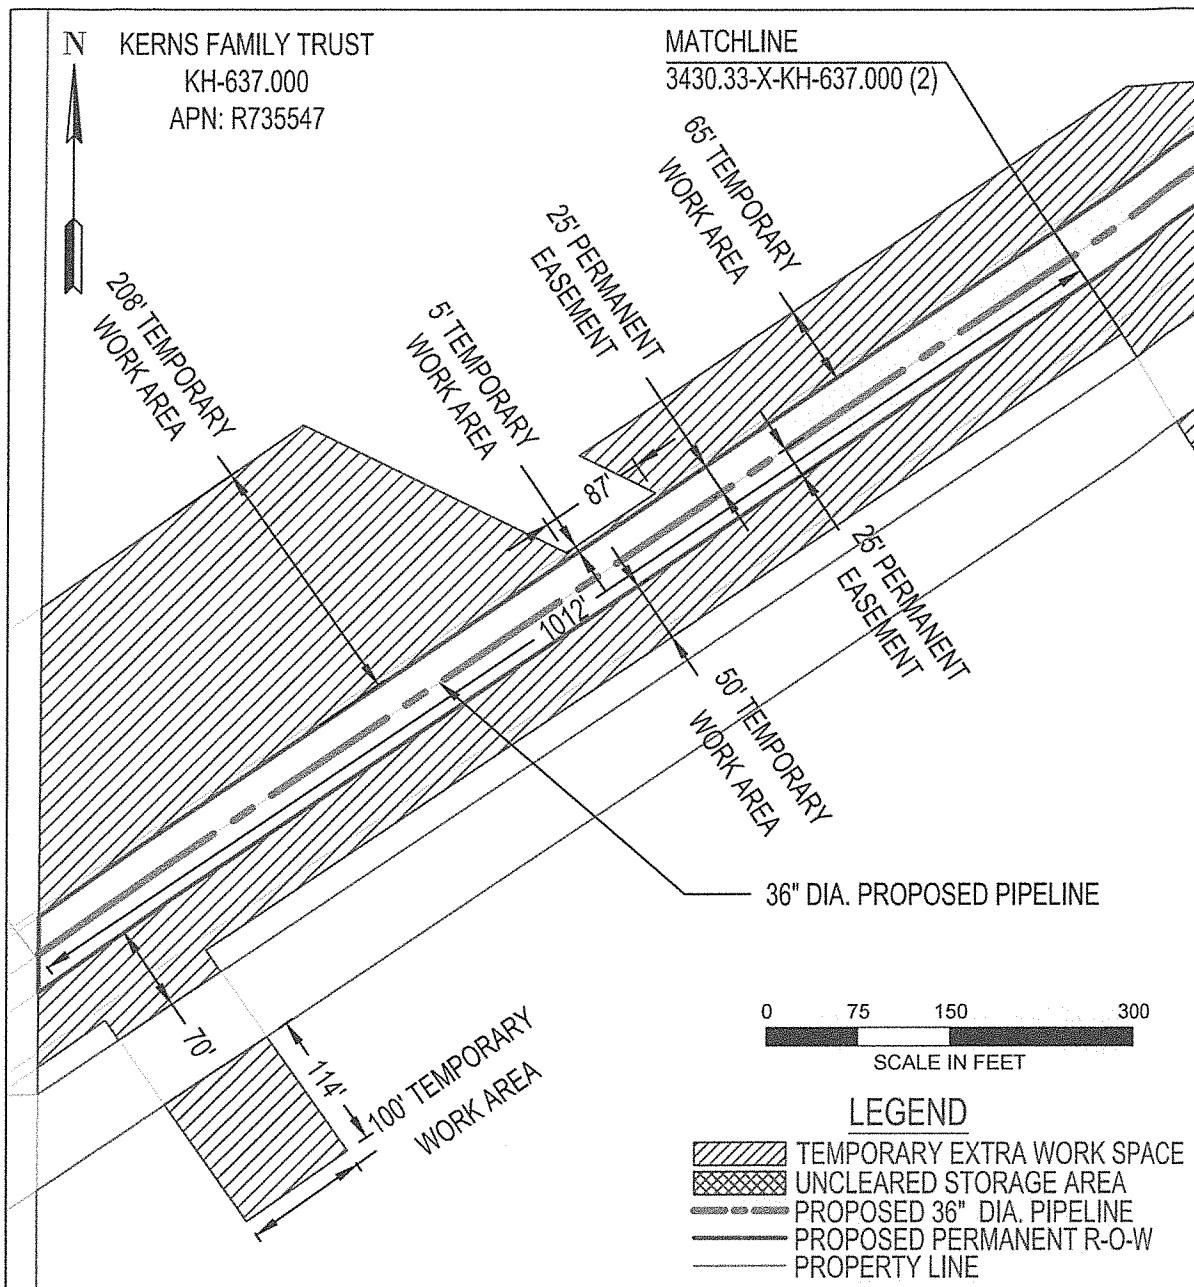 N
KERNS FAMILY TRUST
KH-637.000
APN: R735547
MATCHLINE
3430.33-X-KH-637.000 (2)
65' TEMPORARY
WORK AREA
25' PERMANENT
EASEMENT
208' TEMPORARY
WORK AREA
5' TEMPORARY
WORK AREA
87'
1012'
25' PERMANENT
EASEMENT
50' TEMPORARY
WORK AREA
36" DIA. PROPOSED PIPELINE
70'
114'
100' TEMPORARY
WORK AREA
0 75 150 300
SCALE IN FEET
LEGEND
TEMPORARY EXTRA WORK SPACE
UNCLEARED STORAGE AREA
PROPOSED 36" DIA. PIPELINE
PROPOSED PERMANENT R-O-W
PROPERTY LINE